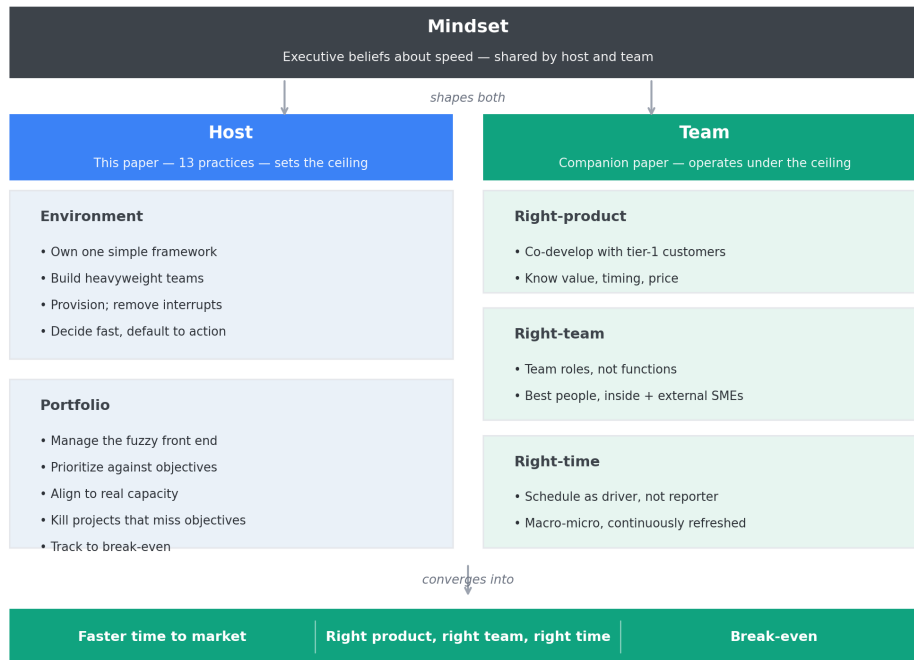 Mindset
Executive beliefs about speed — shared by host and team
shapes both
Host
This paper — 13 practices — sets the ceiling
Environment
• Own one simple framework
• Build heavyweight teams
• Provision; remove interrupts
• Decide fast, default to action
Portfolio
• Manage the fuzzy front end
• Prioritize against objectives
• Align to real capacity
• Kill projects that miss objectives
• Track to break-even
Team
Companion paper — operates under the ceiling
Right-product
• Co-develop with tier-1 customers
• Know value, timing, price
Right-team
• Team roles, not functions
• Best people, inside + external SMEs
Right-time
• Schedule as driver, not reporter
• Macro-micro, continuously refreshed
converges into
Faster time to market
Right product, right team, right time
Break-even